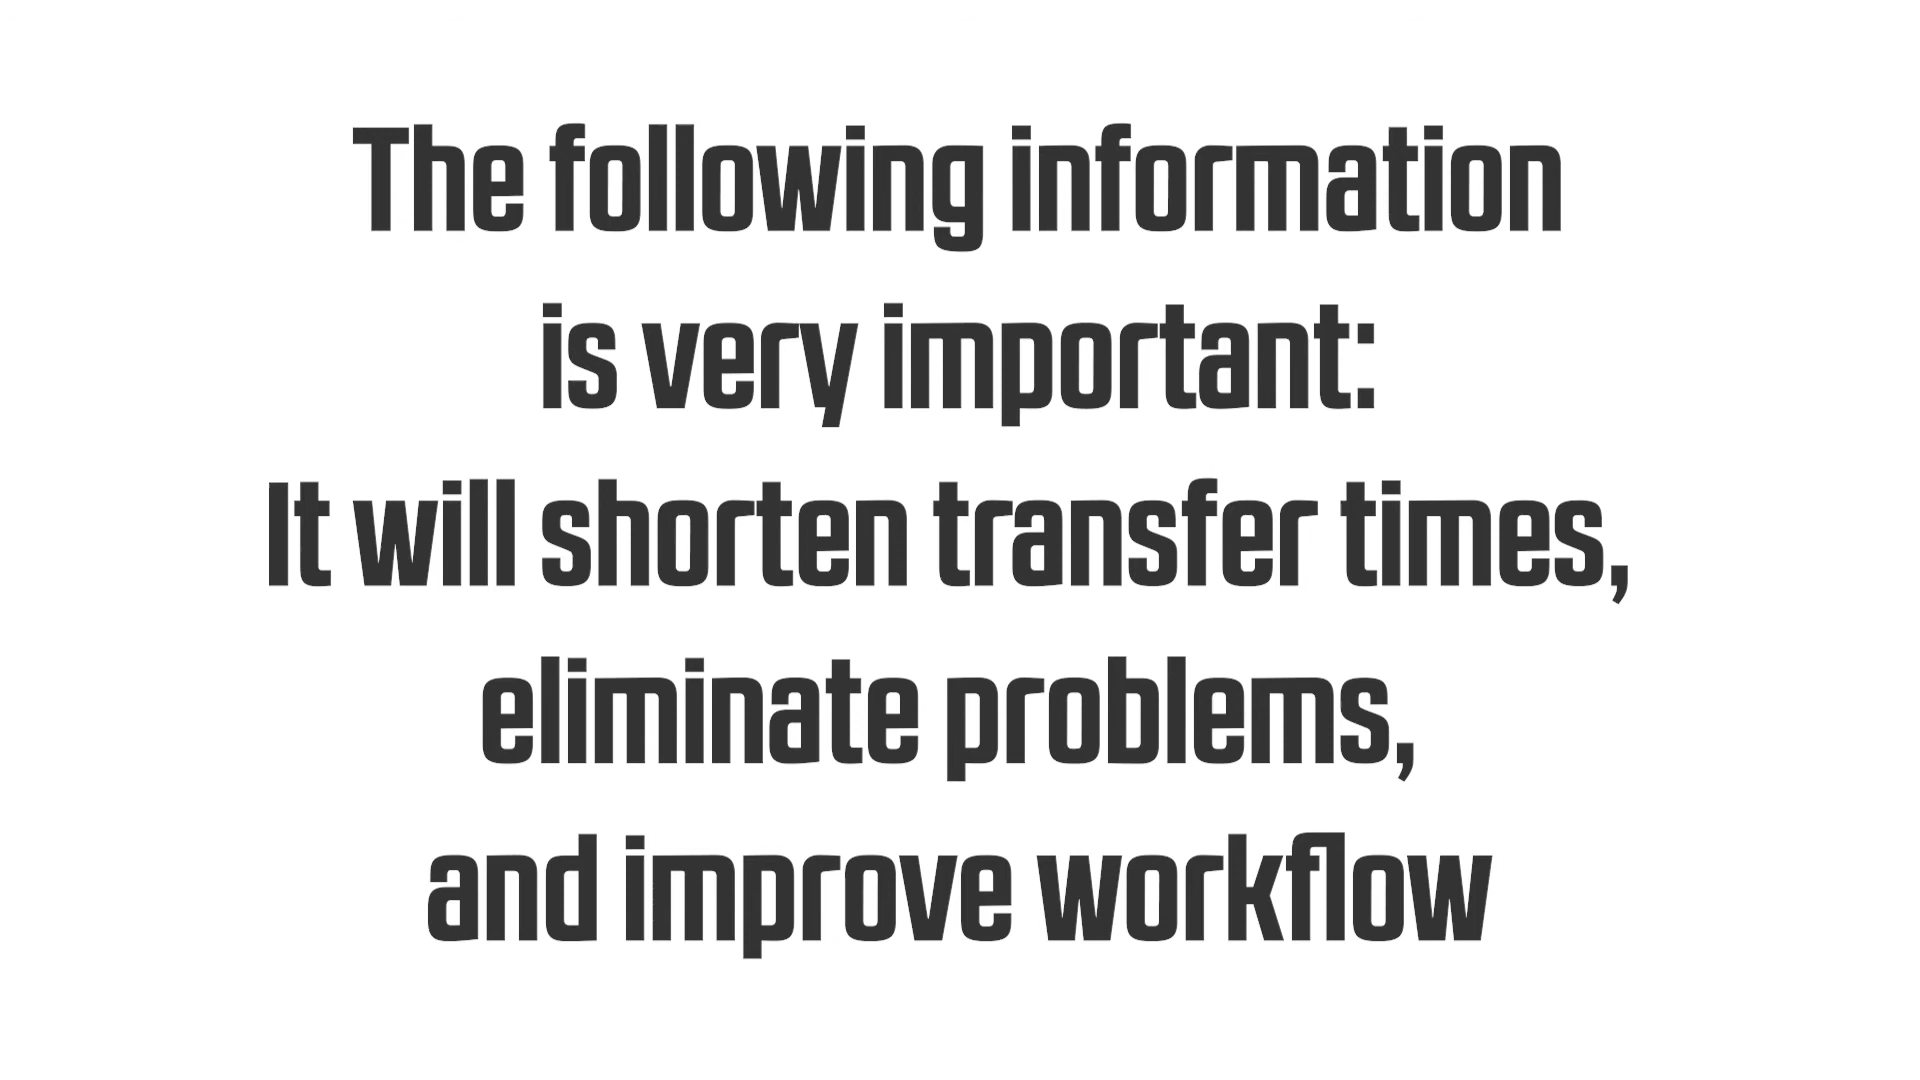 The following information
is very important:
It will shorten transfer times,
eliminate problems,
and improve workflow